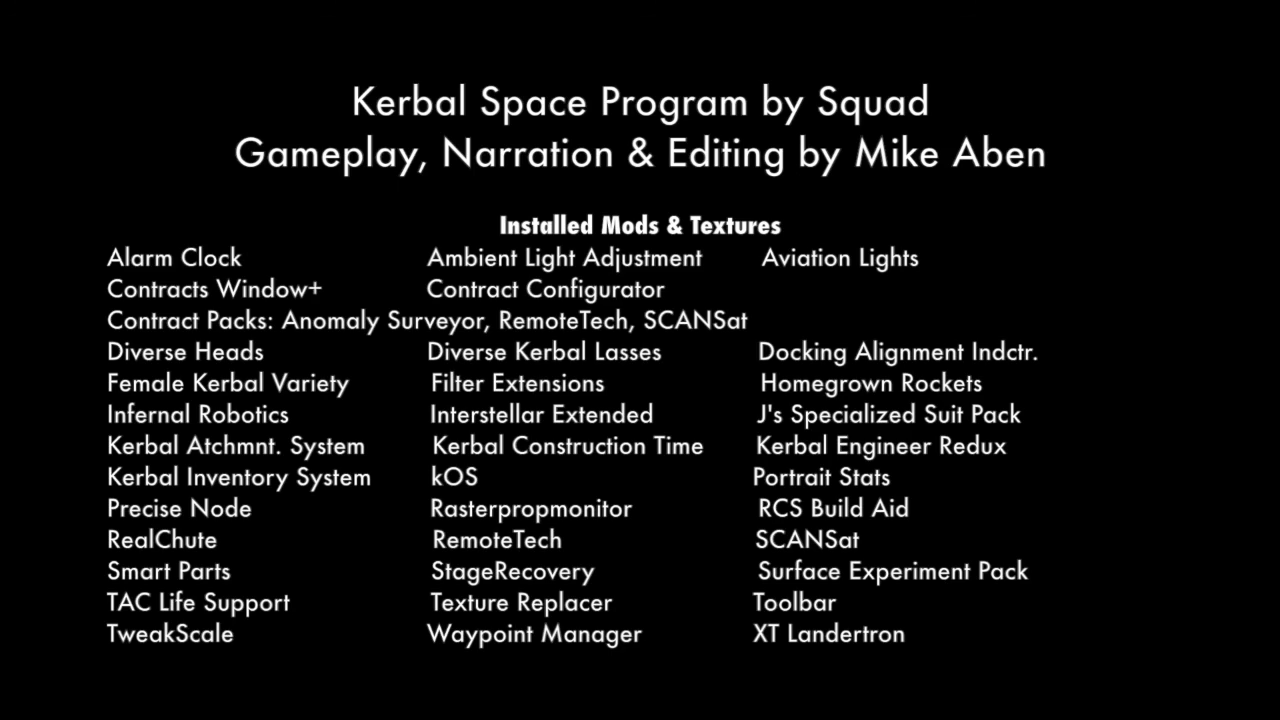 Kerbal Space Program by Squad
Gameplay, Narration & Editing by Mike Aben
Installed Mods & Textures
Alarm Clock Ambient Light Adjustment Aviation Lights
Contracts Window+ Contract Configurator
Contract Packs: Anomaly Surveyor, RemoteTech, SCANSat
Diverse Heads Diverse Kerbal Lasses Docking Alignment Indctr.
Female Kerbal Variety Filter Extensions Homegrown Rockets
Infernal Robotics Interstellar Extended J's Specialized Suit Pack
Kerbal Atchmnt. System Kerbal Construction Time Kerbal Engineer Redux
Kerbal Inventory System kOS Portrait Stats
Precise Node Rasterpropmonitor RCS Build Aid
RealChute RemoteTech SCANSat
Smart Parts StageRecovery Surface Experiment Pack
TAC Life Support Texture Replacer Toolbar
TweakScale Waypoint Manager XT Landertron